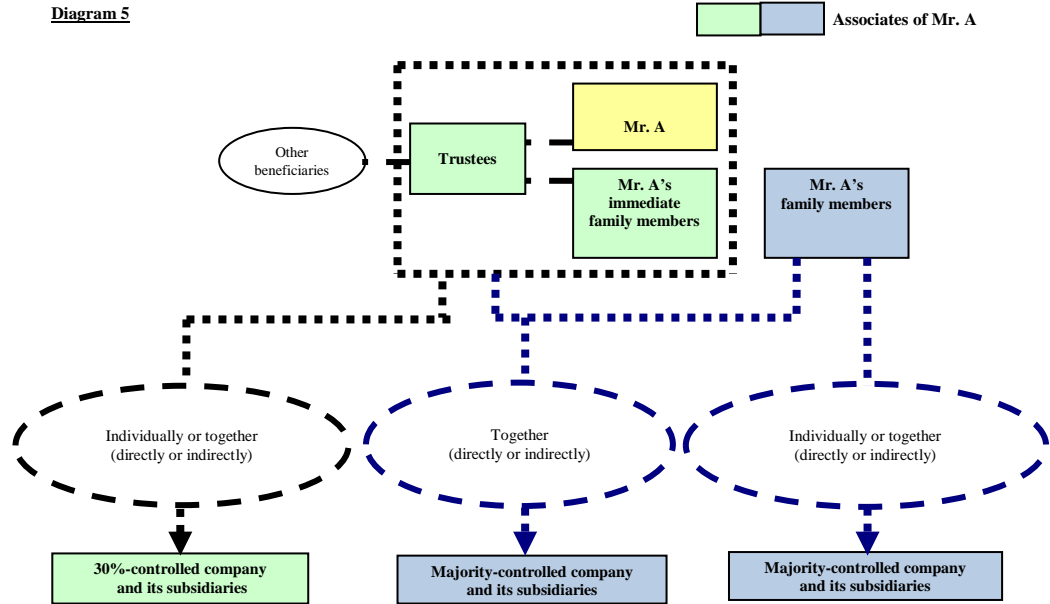 Diagram 5
Associates of Mr. A
Mr. A
Other
beneficiaries
Trustees
Mr. A's
immediate
family members
Mr. A's
family members
Individually or together
(directly or indirectly)
Together
(directly or indirectly)
Individually or together
(directly or indirectly)
30%-controlled company
and its subsidiaries
Majority-controlled company
and its subsidiaries
Majority-controlled company
and its subsidiaries